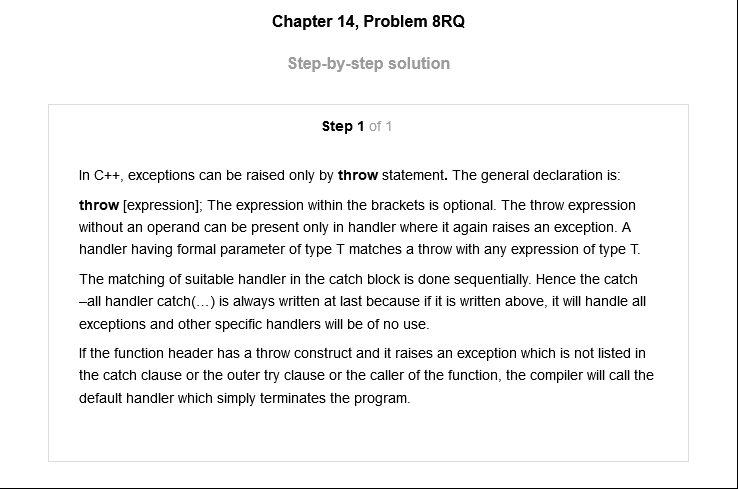 Chapter 14, Problem 8RQ
Step-by-step solution
Step 1 of 1
In C++, exceptions can be raised only by throw statement. The general declaration is:
throw [expression]; The expression within the brackets is optional. The throw expression
without an operand can be present only in handler where it again raises an exception. A
handler having formal parameter of type T matches a throw with any expression of type T.
The matching of suitable handler in the catch block is done sequentially. Hence the catch
–all handler catch(…) is always written at last because if it is written above, it will handle all
exceptions and other specific handlers will be of no use.
If the function header has a throw construct and it raises an exception which is not listed in
the catch clause or the outer try clause or the caller of the function, the compiler will call the
default handler which simply terminates the program.